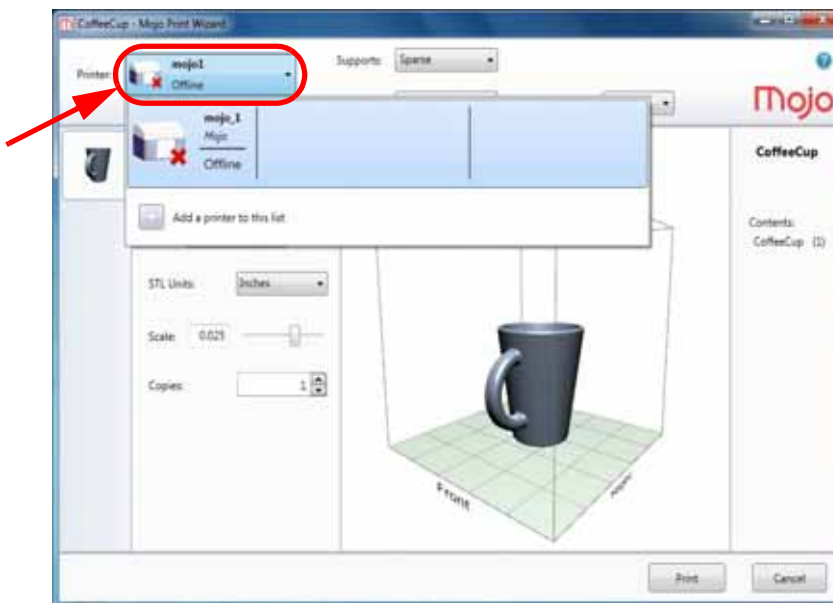 CoffeeCup - Mojo Print Wizard
Printer:
mojo1
Offline
Supports:
Sparse
Mojo
mojo_1
Mojo
Offline
Add a printer to this list
CoffeeCup
Contents:
CoffeeCup (1)
STL Units:
Inches
Scale:
0.025
Copies:
1
Front
Print
Cancel